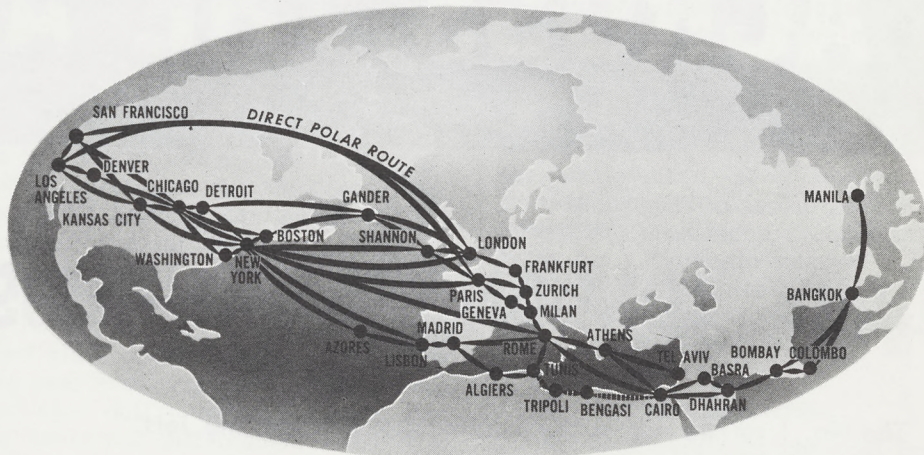 SAN FRANCISCO
DIRECT POLAR ROUTE
DENVER
LOS
ANGELES
CHICAGO
DETROIT
KANSAS CITY
GANDER
BOSTON
SHANNON
LONDON
WASHINGTON
NEW
YORK
FRANKFURT
PARIS
ZURICH
GENEVA
MILAN
MANILA
BANGKOK
AZORES
MADRID
LISBON
ROME
ATHENS
TEL AVIV
BOMBAY
COLOMBO
BASRA
ALGIERS
TUNIS
TRIPOLI
BENGASI
CAIRO
DHAHRAN